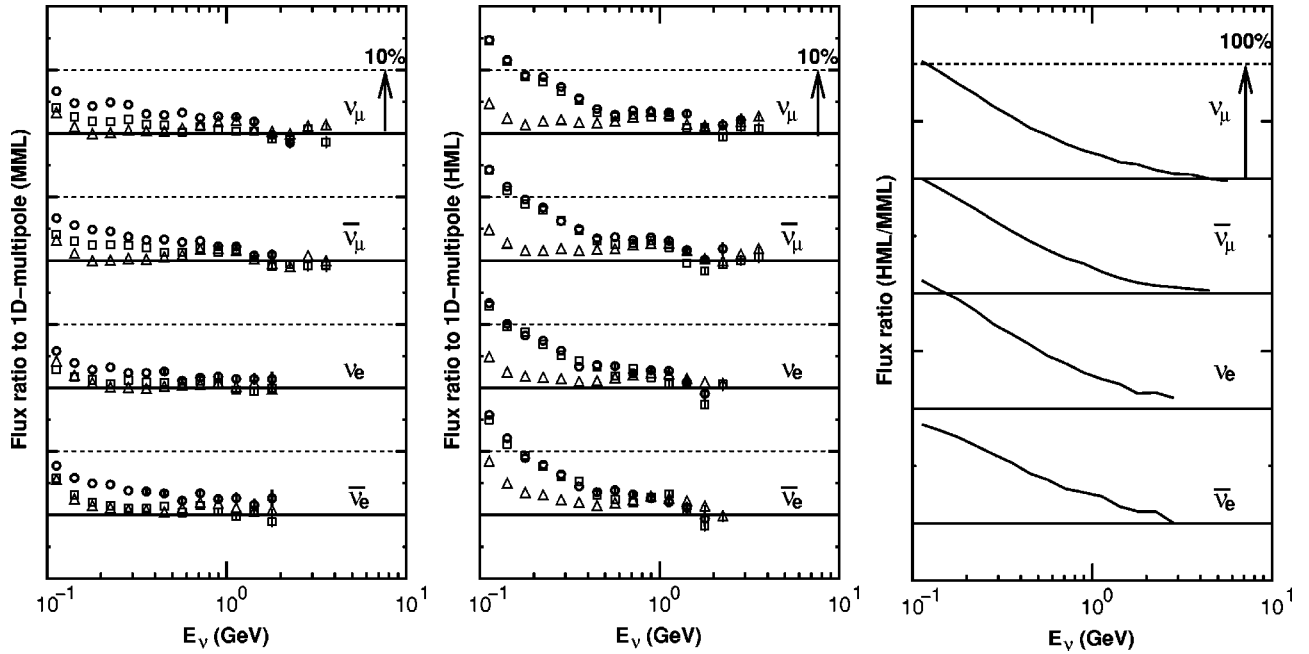 Flux ratio to 1D−multipole (MML)
10%
νμ
ν̅μ
νe
ν̅e
10⁻¹ 10⁰ 10¹
Eν (GeV)
Flux ratio to 1D−multipole (HML)
10%
νμ
ν̅μ
νe
ν̅e
10⁻¹ 10⁰ 10¹
Eν (GeV)
Flux ratio (HML/MML)
100%
νμ
ν̅μ
νe
ν̅e
10⁻¹ 10⁰ 10¹
Eν (GeV)